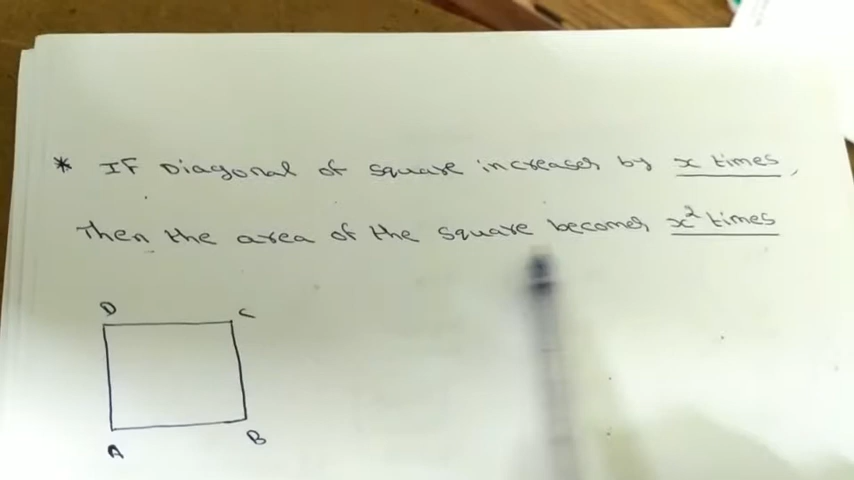 * If Diagonal of square increases by x times,
Then the area of the square becomes x² times
D C
A B